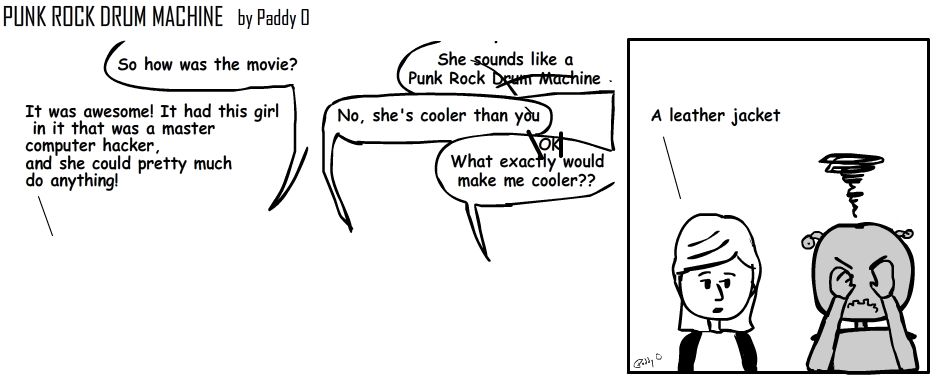 PUNK ROCK DRUM MACHINE by Paddy O
So how was the movie?
It was awesome! It had this girl
in it that was a master
computer hacker,
and she could pretty much
do anything!
She sounds like a
Punk Rock Drum Machine
No, she's cooler than you
OK
What exactly would
make me cooler??
A leather jacket
Paddy O